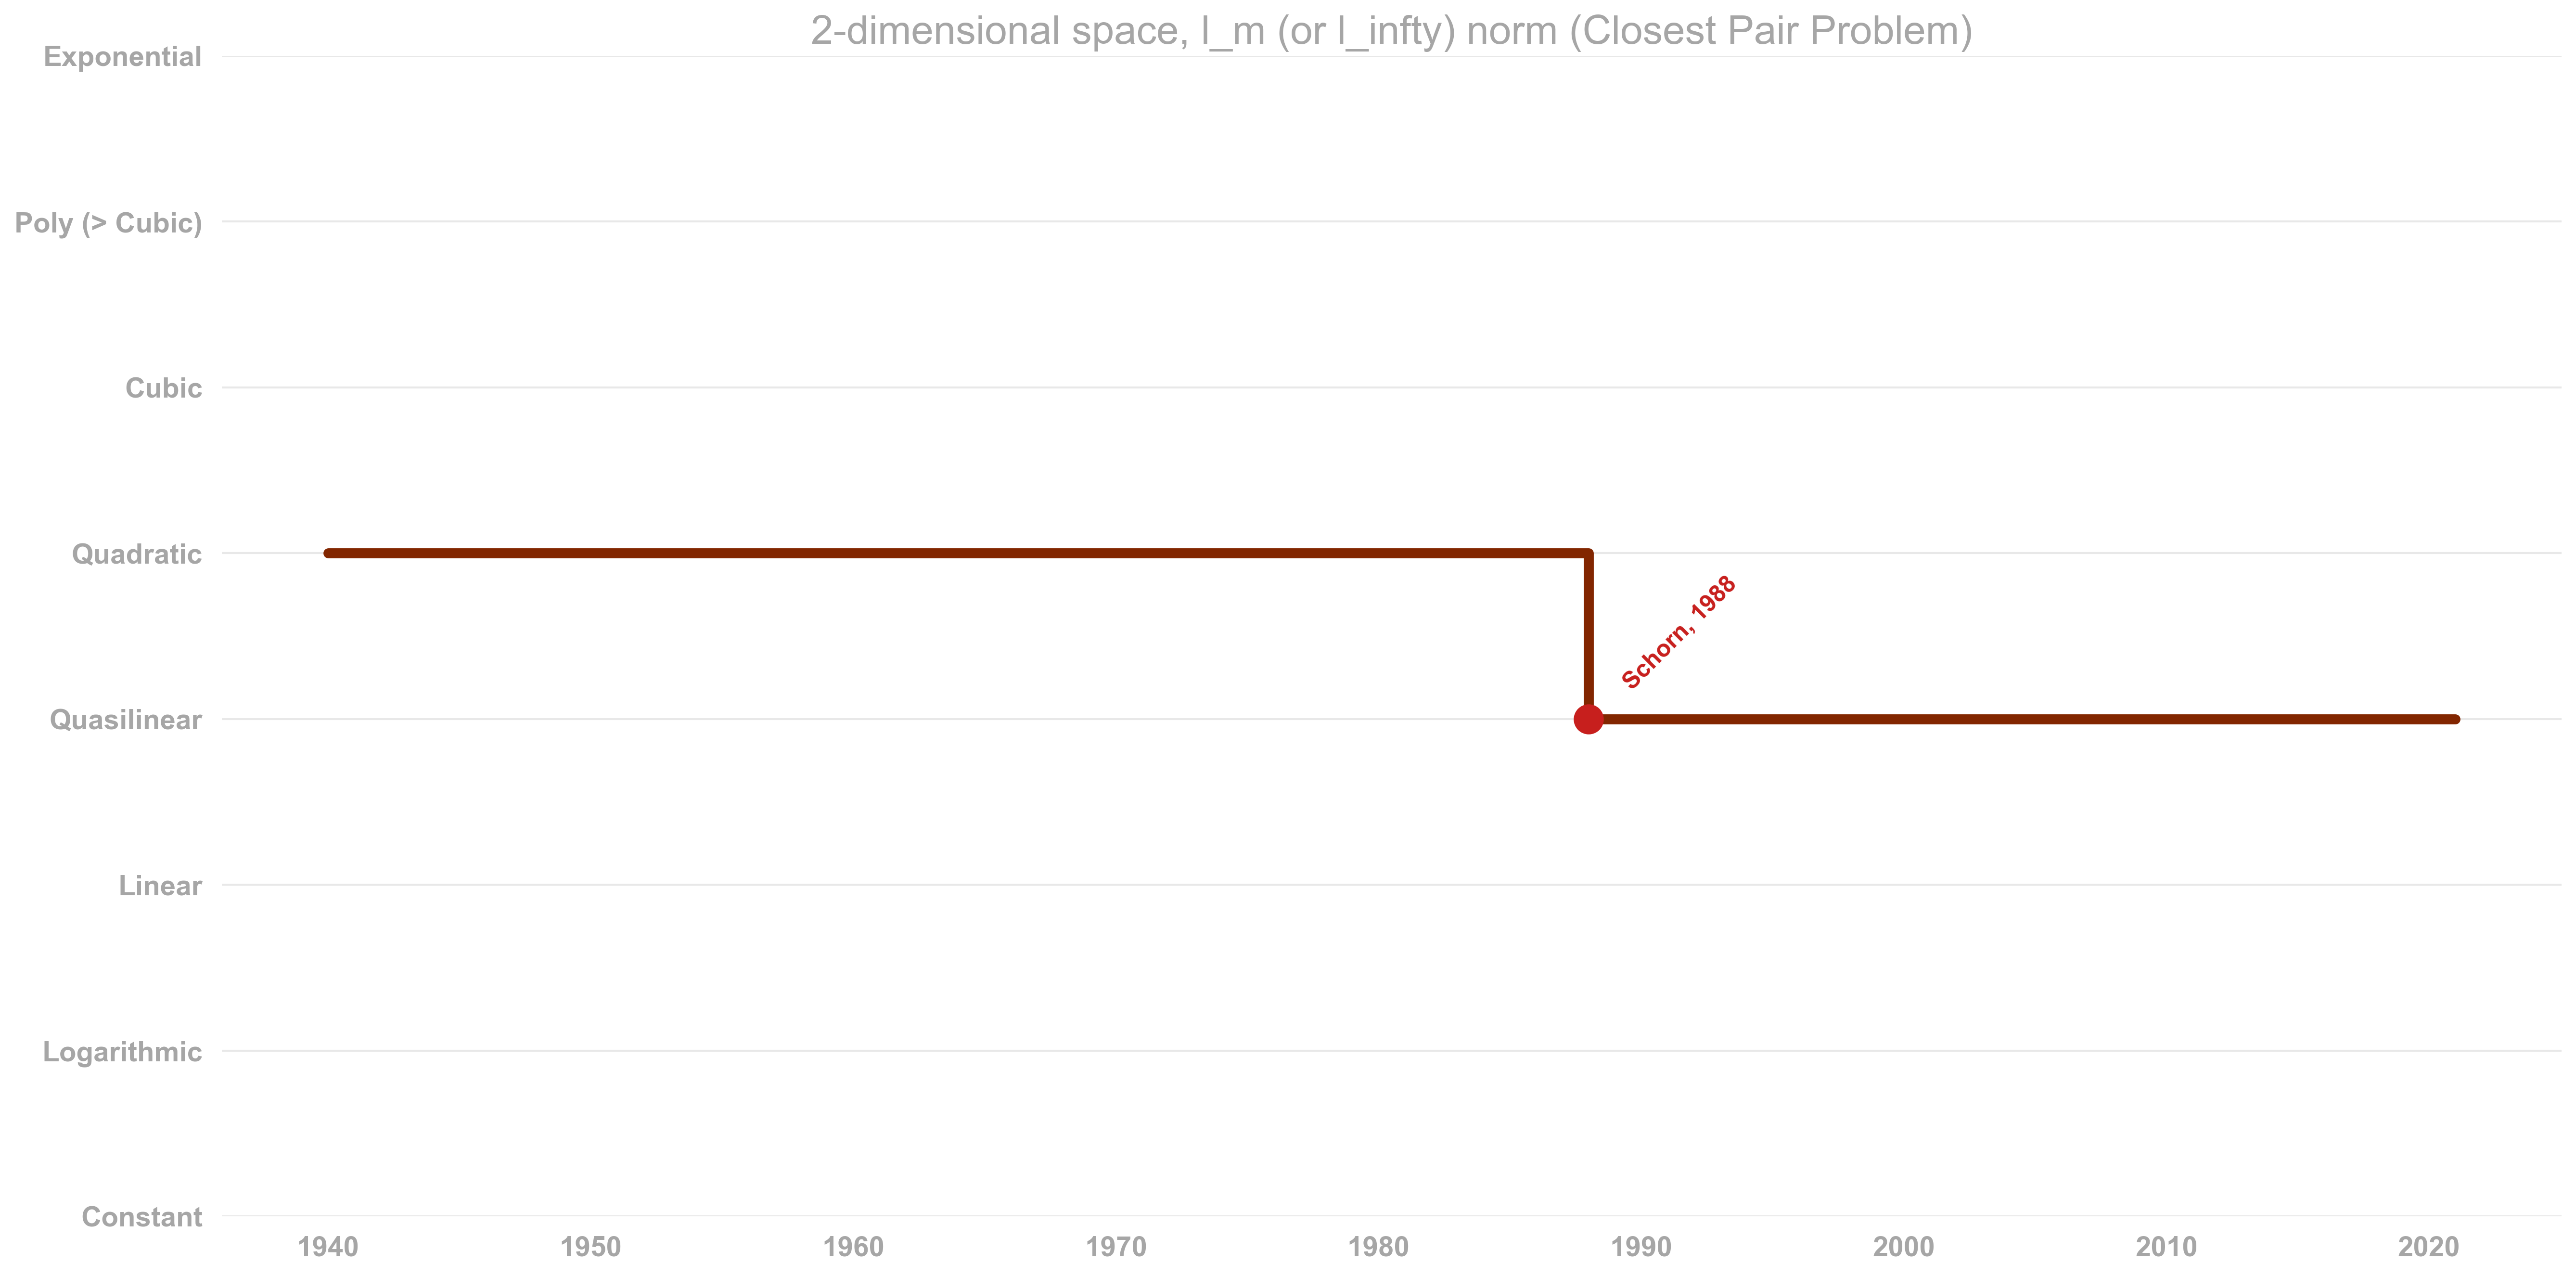 2-dimensional space, l_m (or l_infty) norm (Closest Pair Problem)
Exponential
Poly (> Cubic)
Cubic
Quadratic
Schorn, 1988
Quasilinear
Linear
Logarithmic
Constant
1940 1950 1960 1970 1980 1990 2000 2010 2020